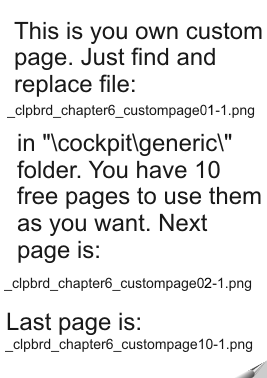 This is you own custom
page. Just find and
replace file:
_clpbrd_chapter6_custompage01-1.png
in "\cockpit\generic\"
folder. You have 10
free pages to use them
as you want. Next
page is:
_clpbrd_chapter6_custompage02-1.png
Last page is:
_clpbrd_chapter6_custompage10-1.png